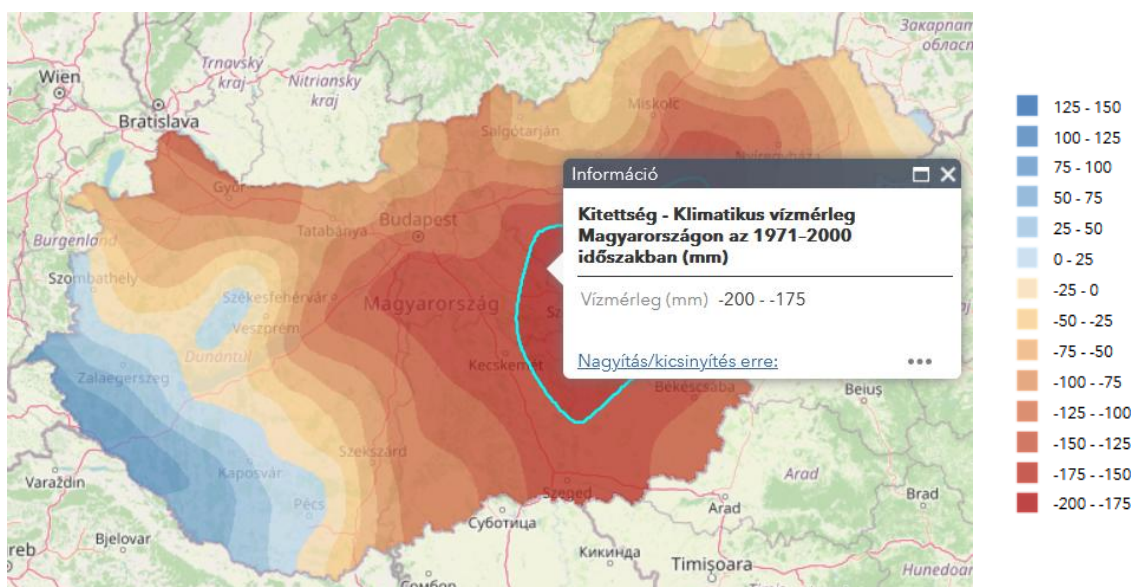 Закарпат
област
Trnavský
kraj
Nitriansky
kraj
Wien
Bratislava
Miskolc
Salgótarján
Nyíregyháza
Győr
Budapest
Tatabánya
Burgenland
Szombathely
Székesfehérvár
Magyarország
Veszprém
Dunántúl
Kecskemét
Zalaegerszeg
Békéscsaba
Beiuș
Szekszárd
Kaposvár
Varaždin
Pécs
Szeged
Arad
Arad
Brad
Суботица
reb
Bjelovar
Кикинда
Timișoara
Hunedoar
Сомбор
Információ
Kitettség - Klimatikus vízmérleg
Magyarországon az 1971–2000
időszakban (mm)
Vízmérleg (mm) -200 - -175
Nagyítás/kicsinyítés erre:
125 - 150
100 - 125
75 - 100
50 - 75
25 - 50
0 - 25
-25 - 0
-50 - -25
-75 - -50
-100 - -75
-125 - -100
-150 - -125
-175 - -150
-200 - -175